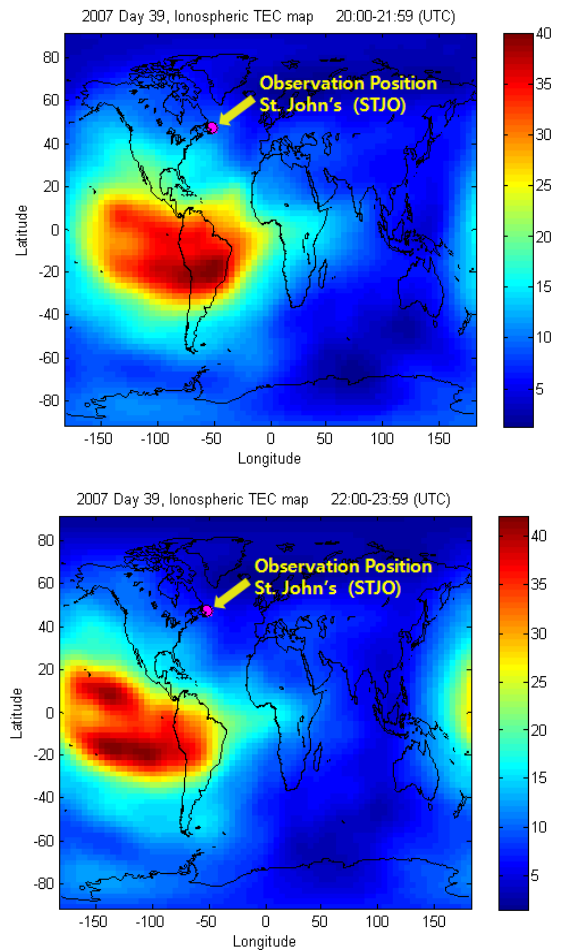 2007 Day 39, Ionospheric TEC map 20:00-21:59 (UTC)
Observation Position
St. John's (STJO)
Latitude
80
60
40
20
0
-20
-40
-60
-80
-150 -100 -50 0 50 100 150
Longitude
40
35
30
25
20
15
10
5
2007 Day 39, Ionospheric TEC map 22:00-23:59 (UTC)
Observation Position
St. John's (STJO)
Latitude
80
60
40
20
0
-20
-40
-60
-80
-150 -100 -50 0 50 100 150
Longitude
40
35
30
25
20
15
10
5